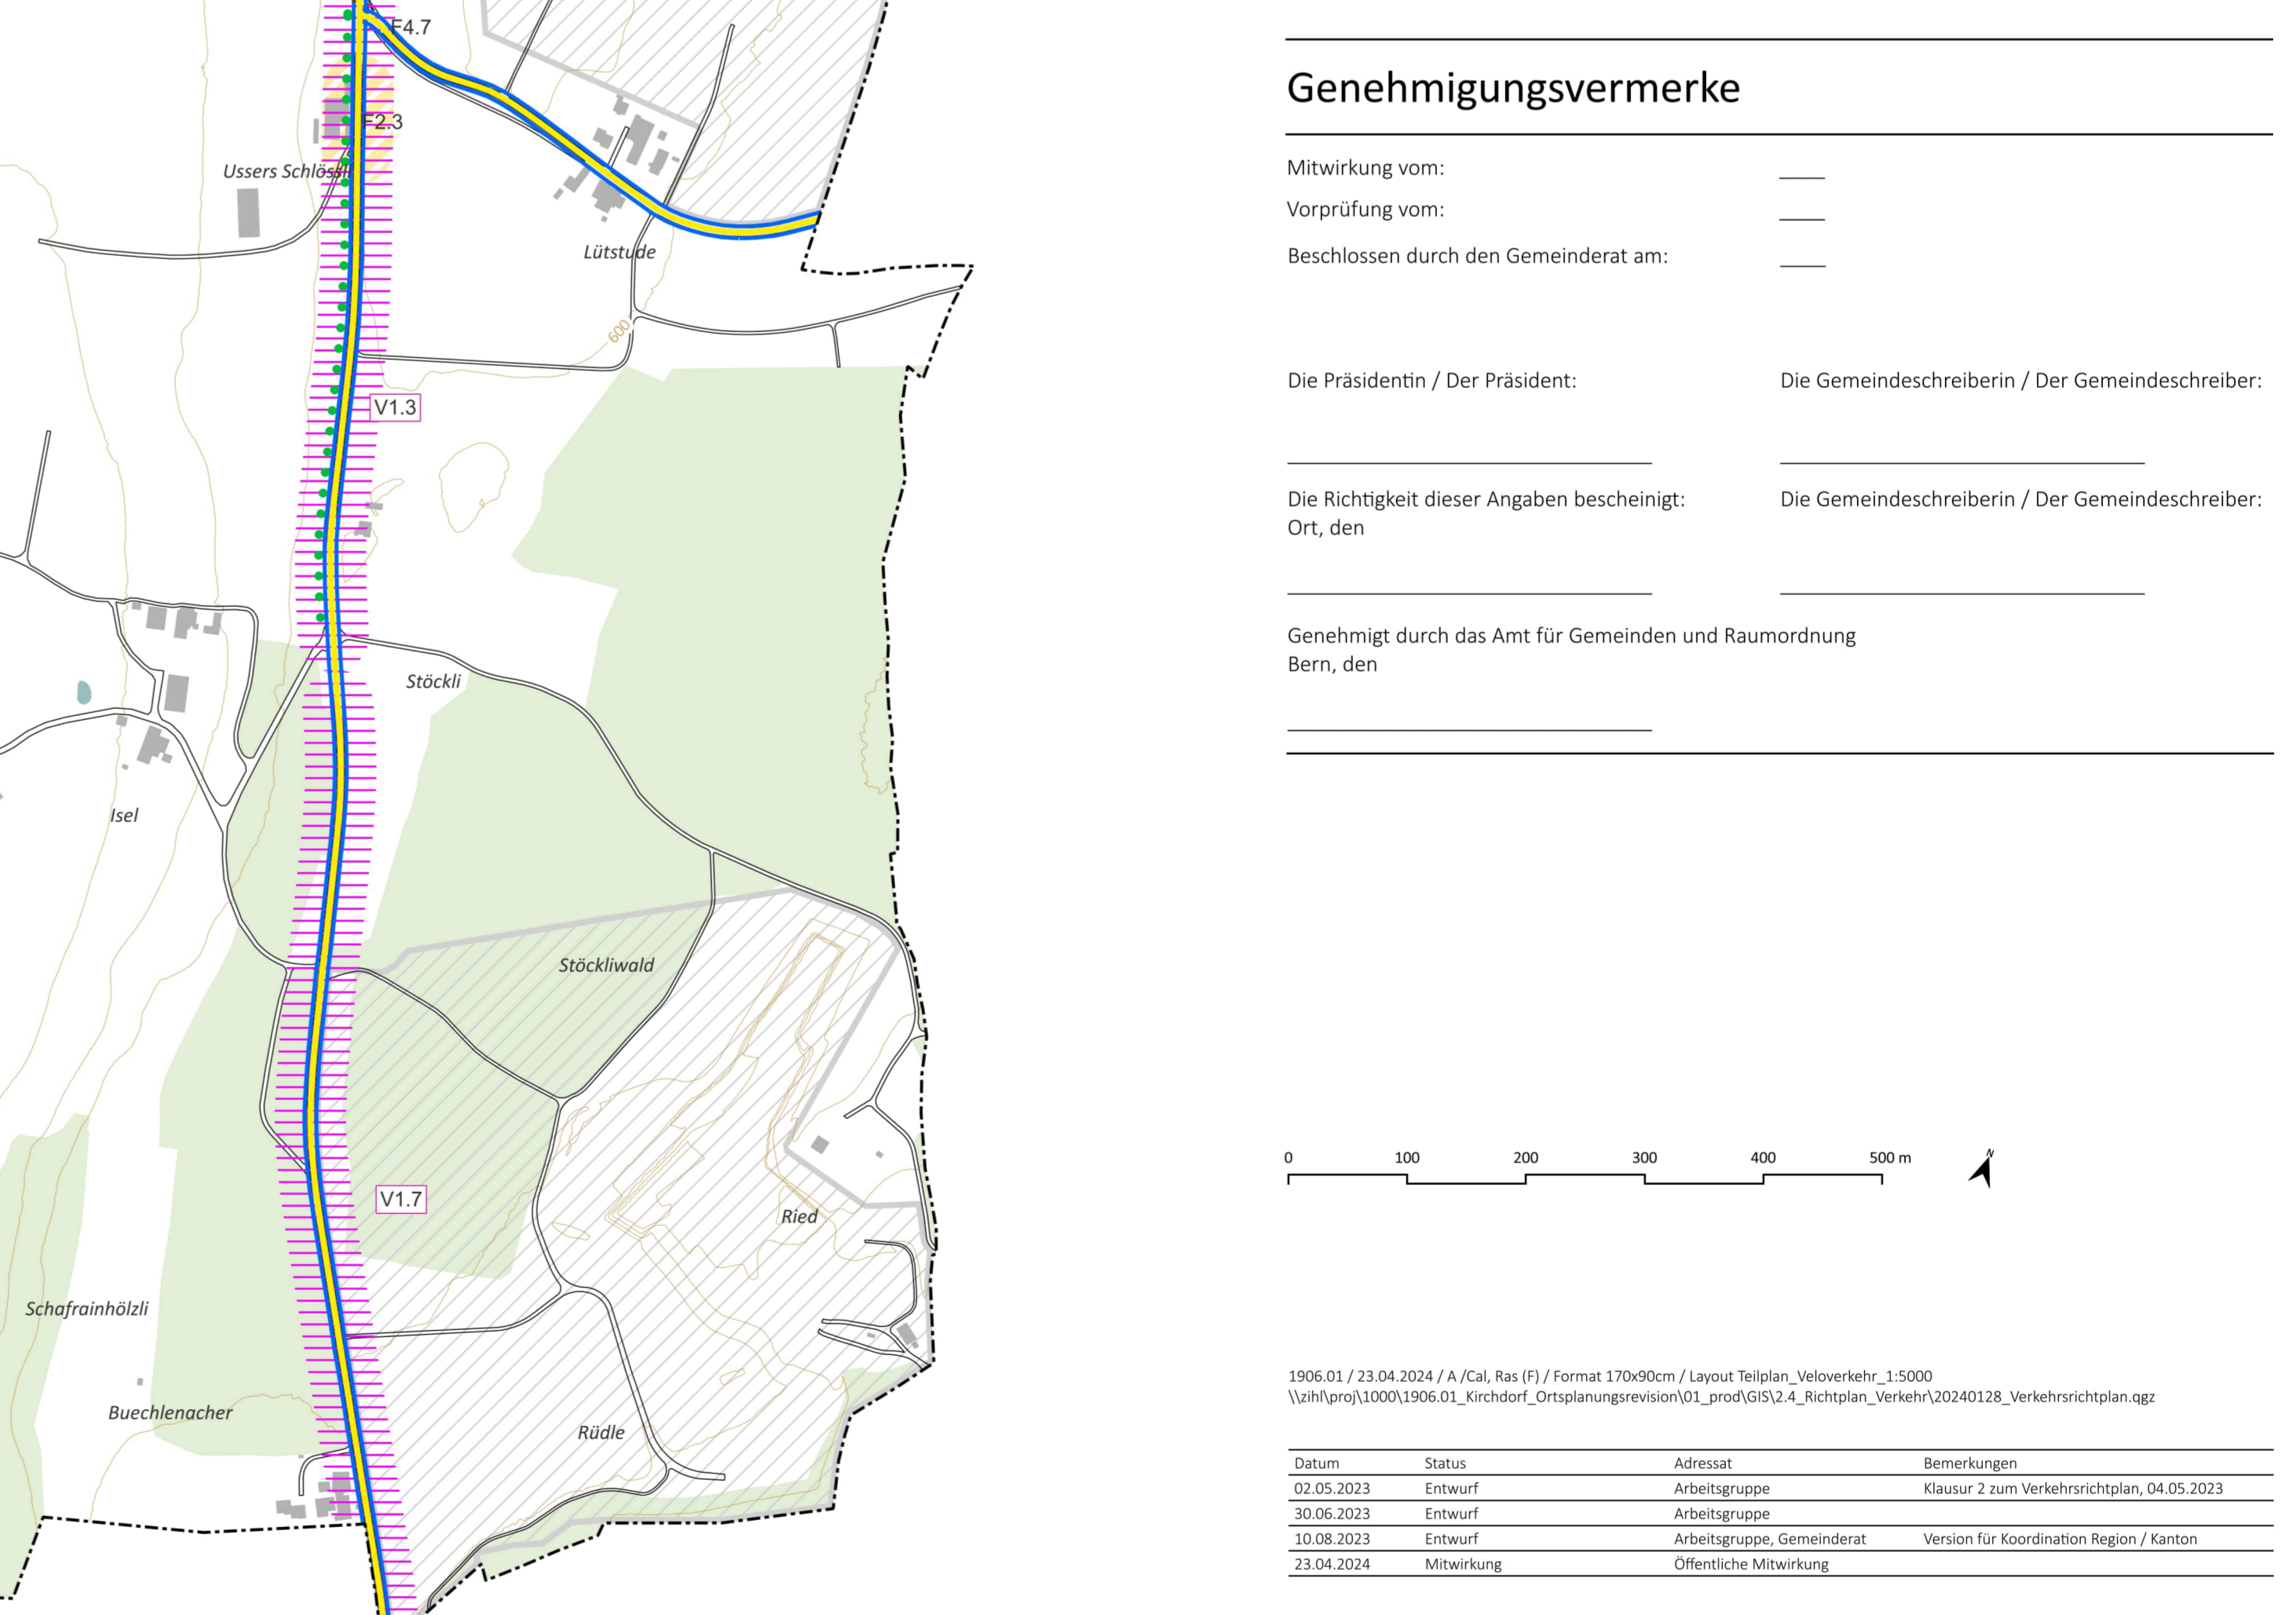 F4.7
F2.3
Ussers Schlössli
Lütstude
600
V1.3
Stöckli
Isel
Stöckliwald
V1.7
Ried
Schafrainhölzli
Buechlenacher
Rüdle
Genehmigungsvermerke
Mitwirkung vom: ____
Vorprüfung vom: ____
Beschlossen durch den Gemeinderat am: ____
Die Präsidentin / Der Präsident: Die Gemeindeschreiberin / Der Gemeindeschreiber:
Die Richtigkeit dieser Angaben bescheinigt: Die Gemeindeschreiberin / Der Gemeindeschreiber:
Ort, den
Genehmigt durch das Amt für Gemeinden und Raumordnung
Bern, den
0 100 200 300 400 500 m N
1906.01 / 23.04.2024 / A /Cal, Ras (F) / Format 170x90cm / Layout Teilplan_Veloverkehr_1:5000
\\zihl\proj\1000\1906.01_Kirchdorf_Ortsplanungsrevision\01_prod\GIS\2.4_Richtplan_Verkehr\20240128_Verkehrsrichtplan.qgz
Datum Status Adressat Bemerkungen
02.05.2023 Entwurf Arbeitsgruppe Klausur 2 zum Verkehrsrichtplan, 04.05.2023
30.06.2023 Entwurf Arbeitsgruppe
10.08.2023 Entwurf Arbeitsgruppe, Gemeinderat Version für Koordination Region / Kanton
23.04.2024 Mitwirkung Öffentliche Mitwirkung